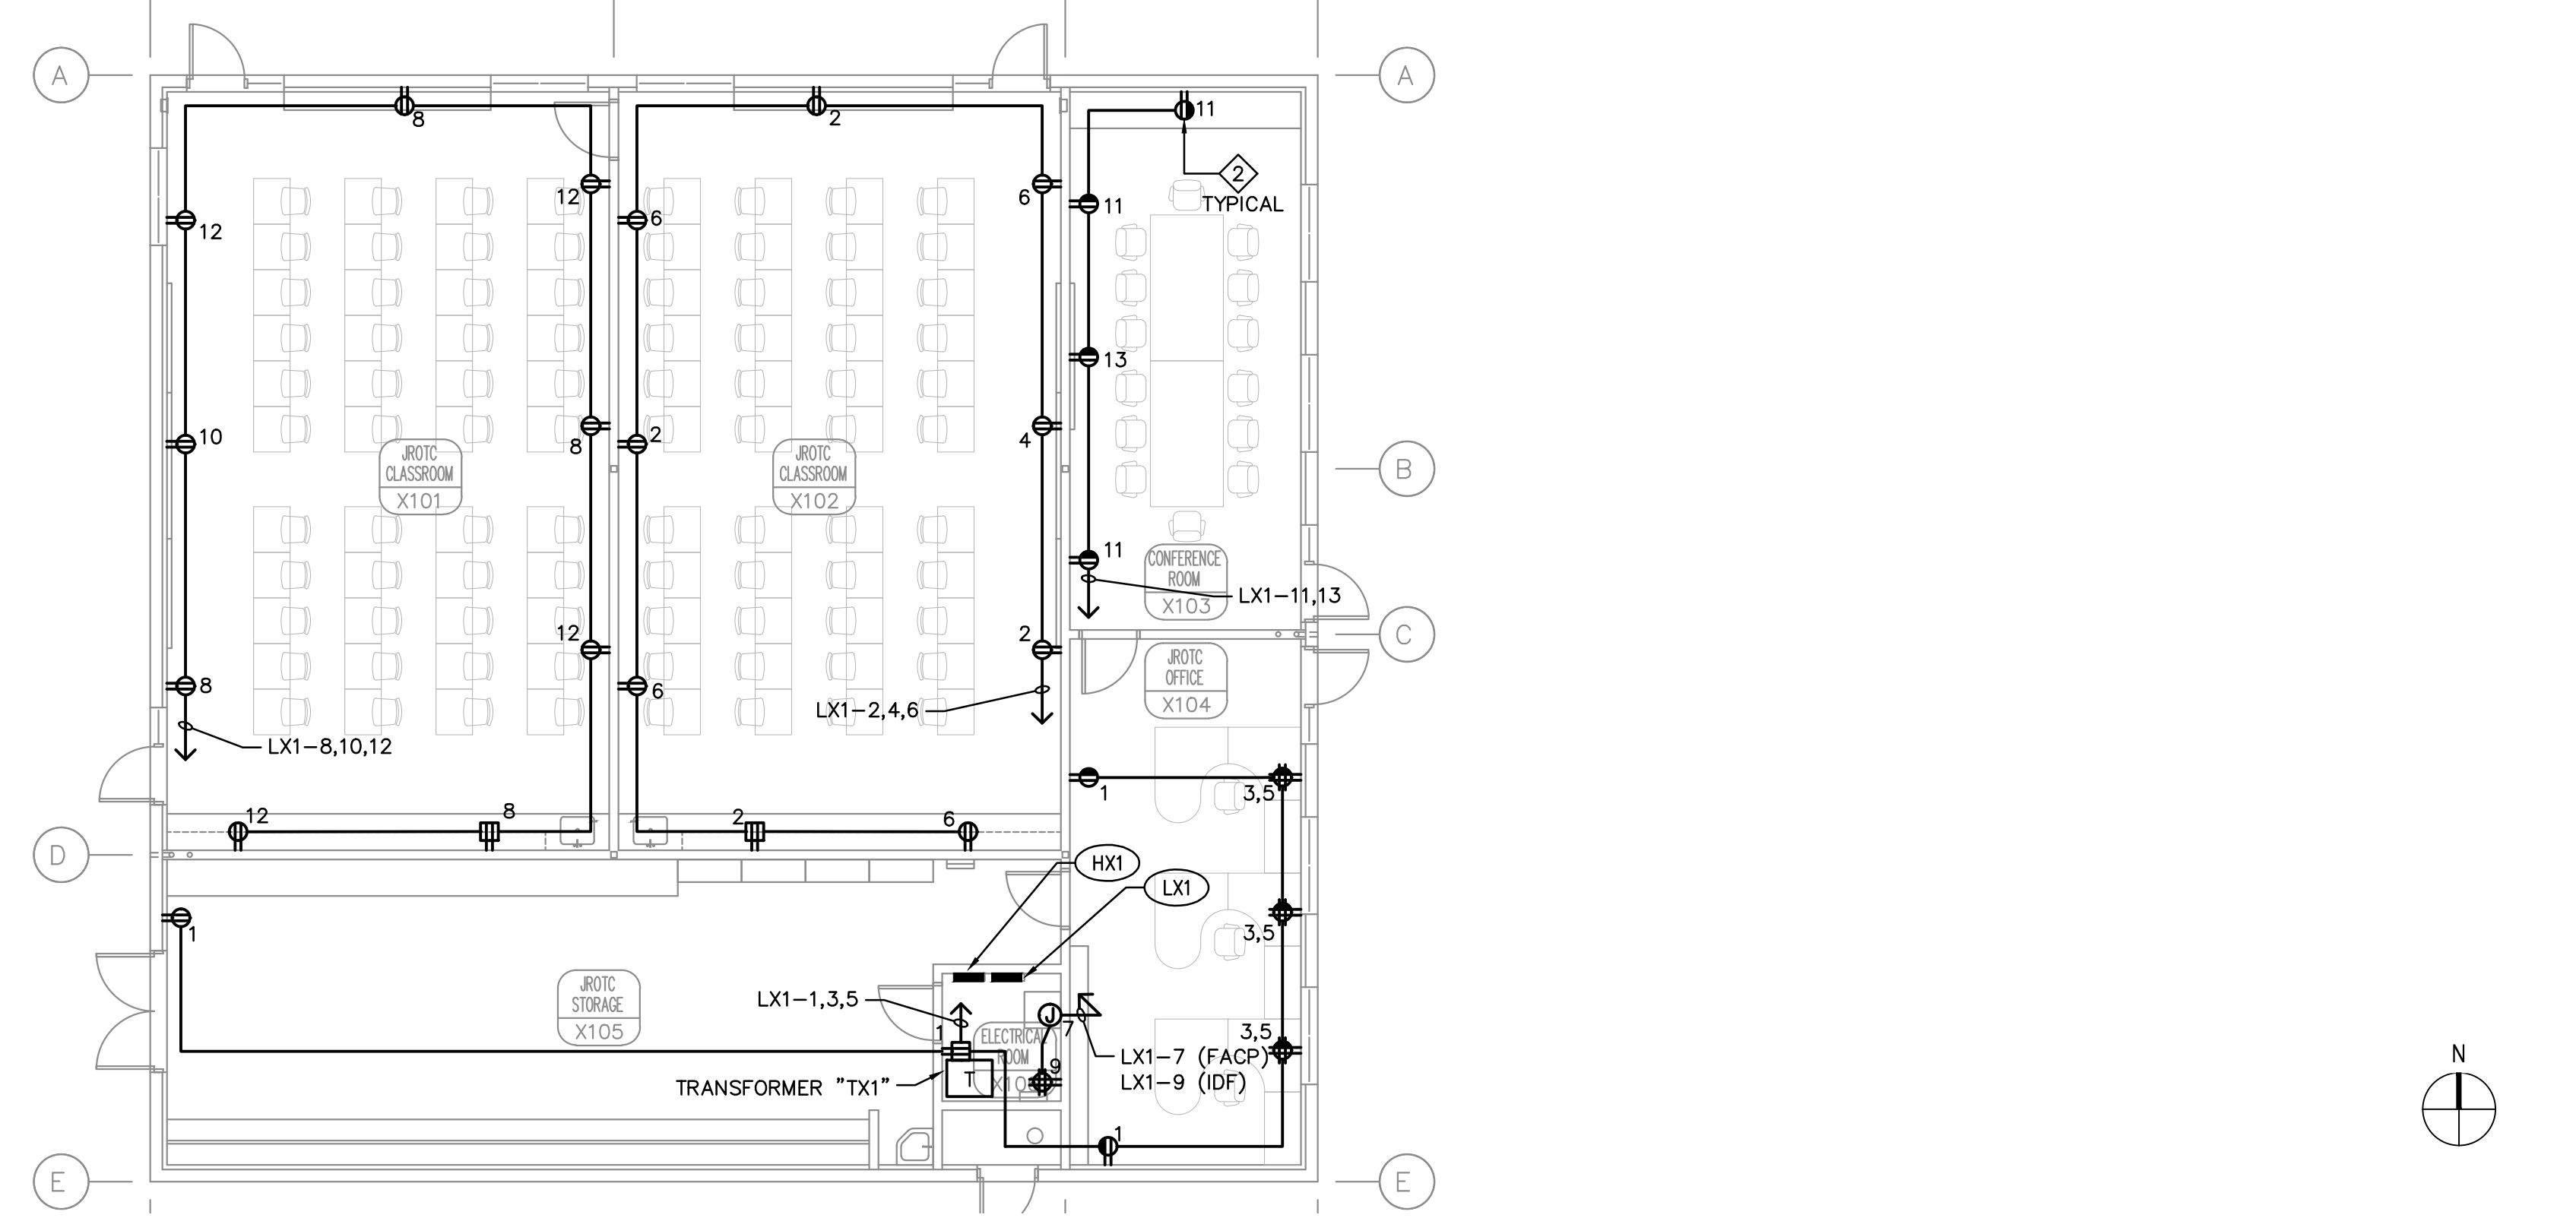 A
A
8
2
11
2
TYPICAL
12
12
6
6
11
13
10
8
2
4
JROTC
CLASSROOM
X101
JROTC
CLASSROOM
X102
B
11
CONFERENCE
ROOM
X103
LX1-11,13
12
2
C
JROTC
OFFICE
X104
8
6
LX1-2,4,6
LX1-8,10,12
1
3,5
12
8
2
6
D
HX1
LX1
1
3,5
JROTC
STORAGE
X105
LX1-1,3,5
1
J
7
ELECTRICAL
ROOM
3,5
LX1-7 (FACP)
LX1-9 (IDF)
9
T
TRANSFORMER "TX1"
N
1
E
E